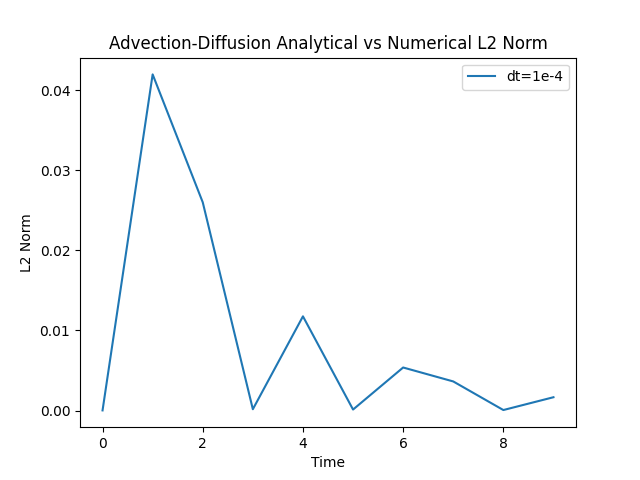 Advection-Diffusion Analytical vs Numerical L2 Norm
dt=1e-4
0.04
0.03
0.02
0.01
0.00
L2 Norm
0 2 4 6 8
Time